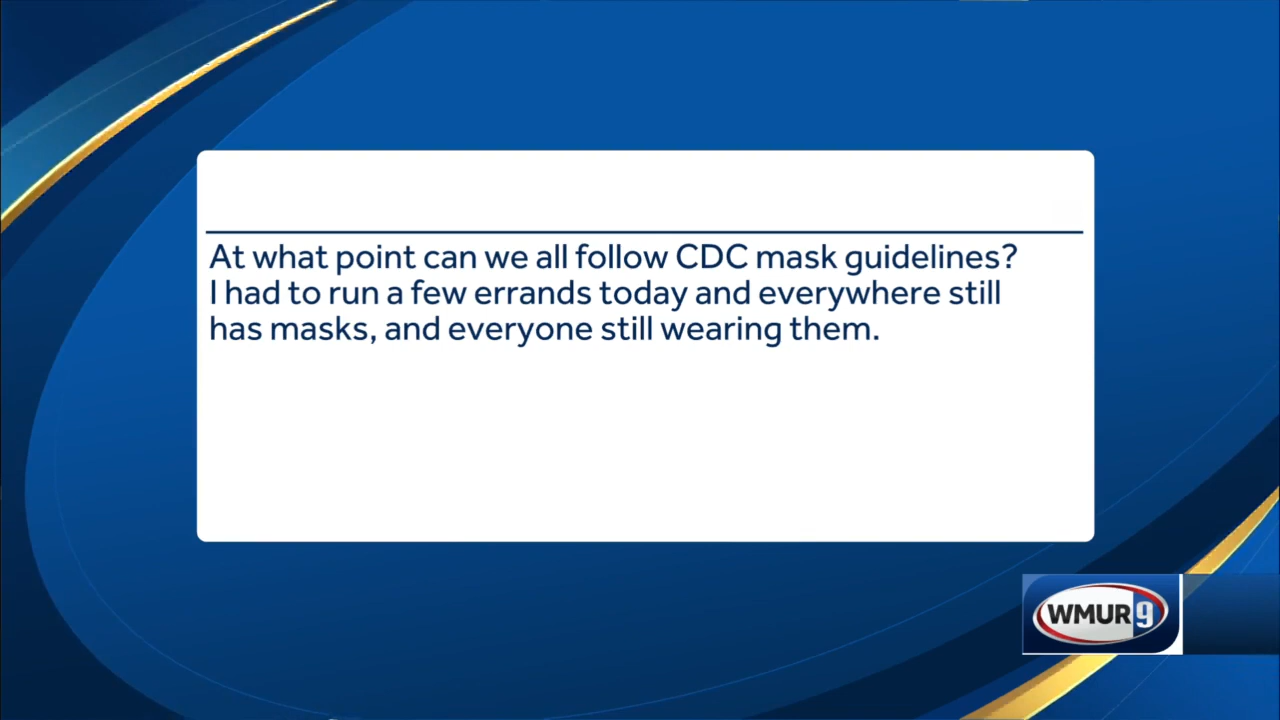 At what point can we all follow CDC mask guidelines?
I had to run a few errands today and everywhere still
has masks, and everyone still wearing them.
WMUR9